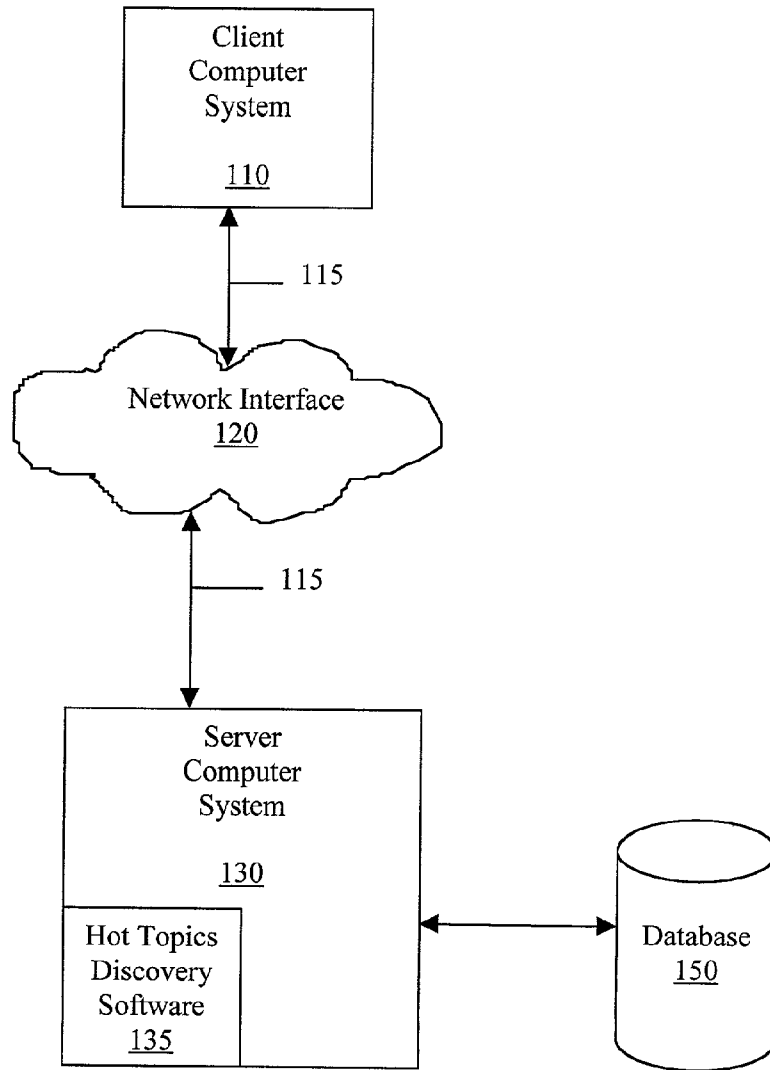 Client
Computer
System
110
115
Network Interface
120
115
Server
Computer
System
130
Hot Topics
Discovery
Software
135
Database
150